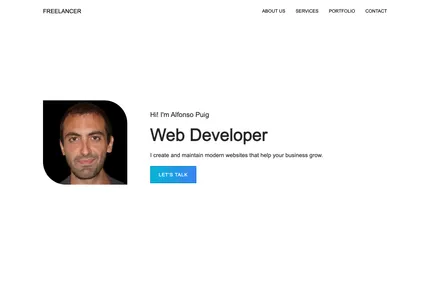 FREELANCER
ABOUT US SERVICES PORTFOLIO CONTACT
Hi! I'm Alfonso Puig
Web Developer
I create and maintain modern websites that help your business grow.
LET'S TALK